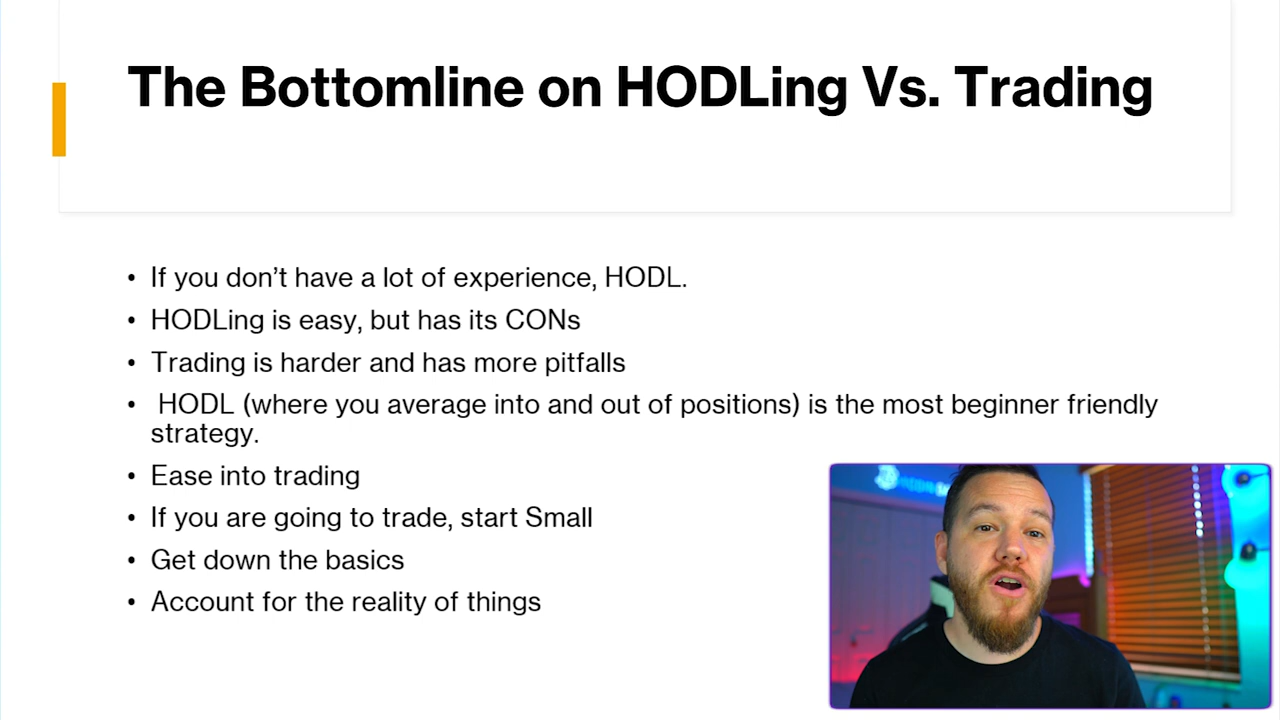 The Bottomline on HODLing Vs. Trading
• If you don't have a lot of experience, HODL.
• HODLing is easy, but has its CONs
• Trading is harder and has more pitfalls
• HODL (where you average into and out of positions) is the most beginner friendly
strategy.
• Ease into trading
• If you are going to trade, start Small
• Get down the basics
• Account for the reality of things